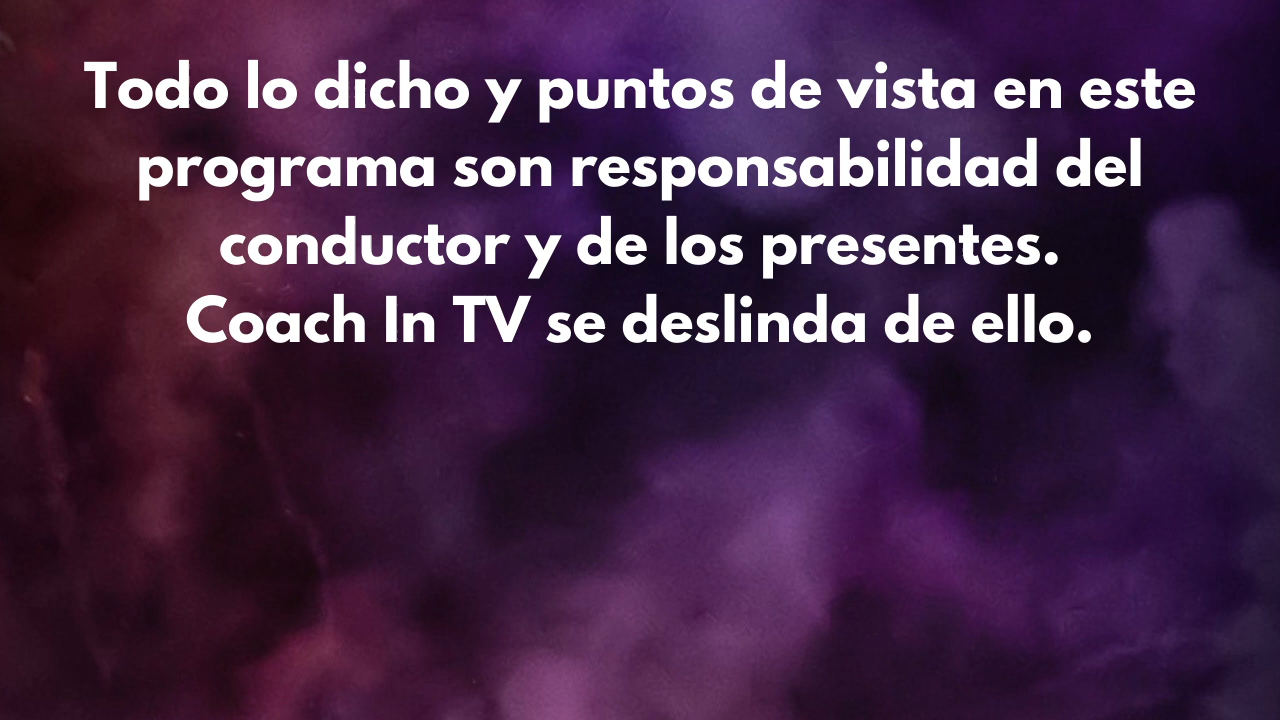 Todo lo dicho y puntos de vista en este
programa son responsabilidad del
conductor y de los presentes.
Coach In TV se deslinda de ello.